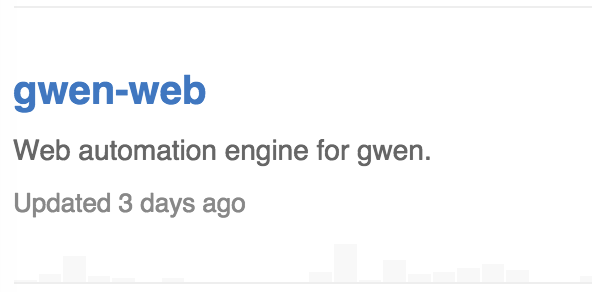 gwen-web
Web automation engine for gwen.
Updated 3 days ago